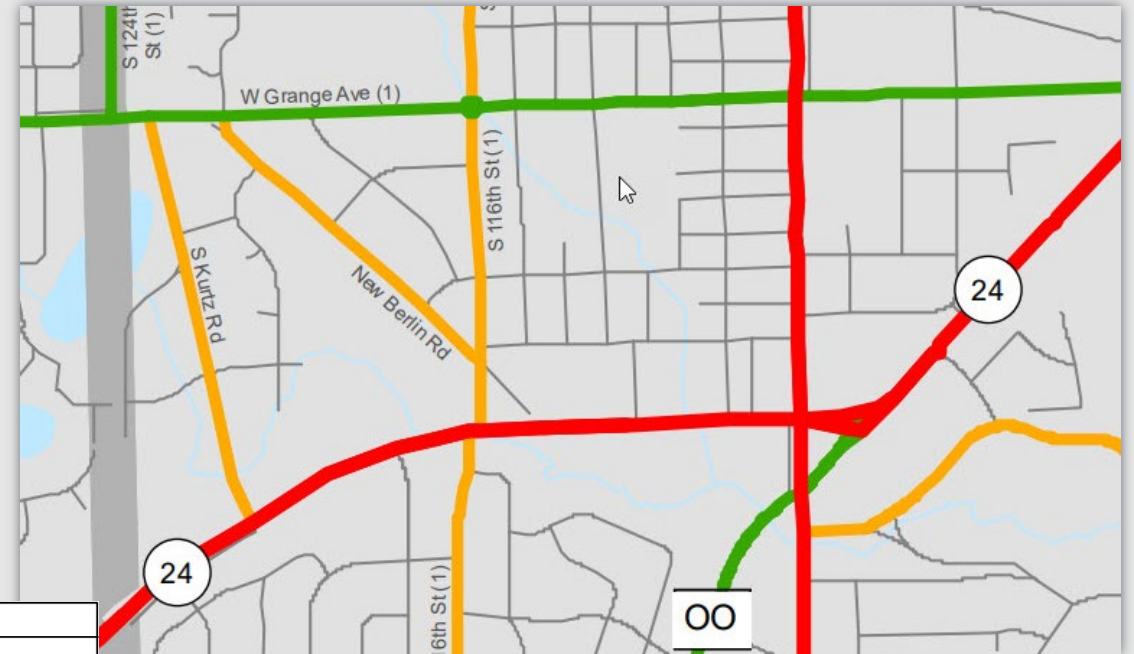 S 124th
St (1)
W Grange Ave (1)
S 116th St (1)
S Kurtz Rd
New Berlin Rd
24
24
6th St (1)
OO